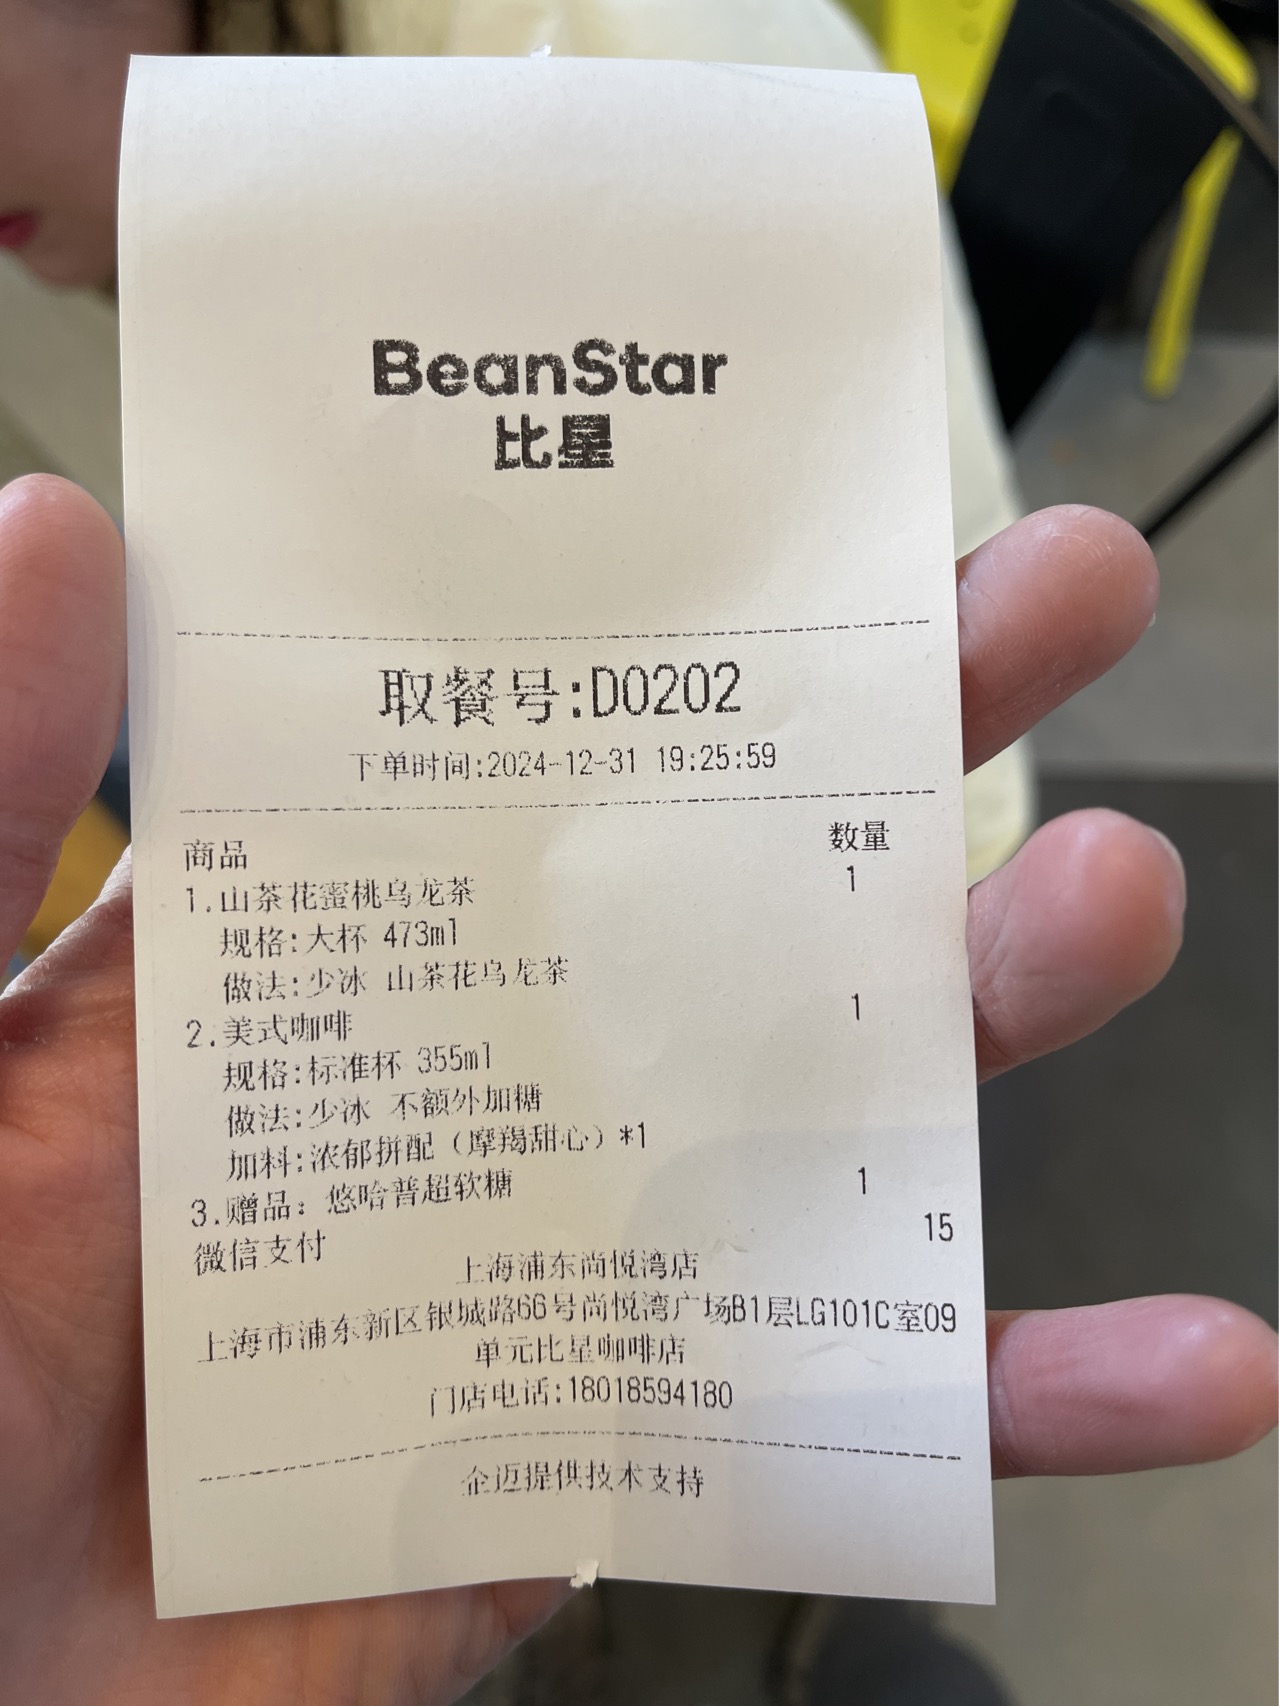 BeanStar
比星
取餐号:D0202
下单时间:2024-12-31 19:25:59
商品 数量
1.山茶花蜜桃乌龙茶 1
规格:大杯 473ml
做法:少冰 山茶花乌龙茶
2.美式咖啡 1
规格:标准杯 355ml
做法:少冰 不额外加糖
加料:浓郁拼配（摩羯甜心）*1
3.赠品：悠哈普超软糖 1
微信支付 15
上海浦东尚悦湾店
上海市浦东新区银城路66号尚悦湾广场B1层LG101C室09
单元比星咖啡店
门店电话:18018594180
企迈提供技术支持